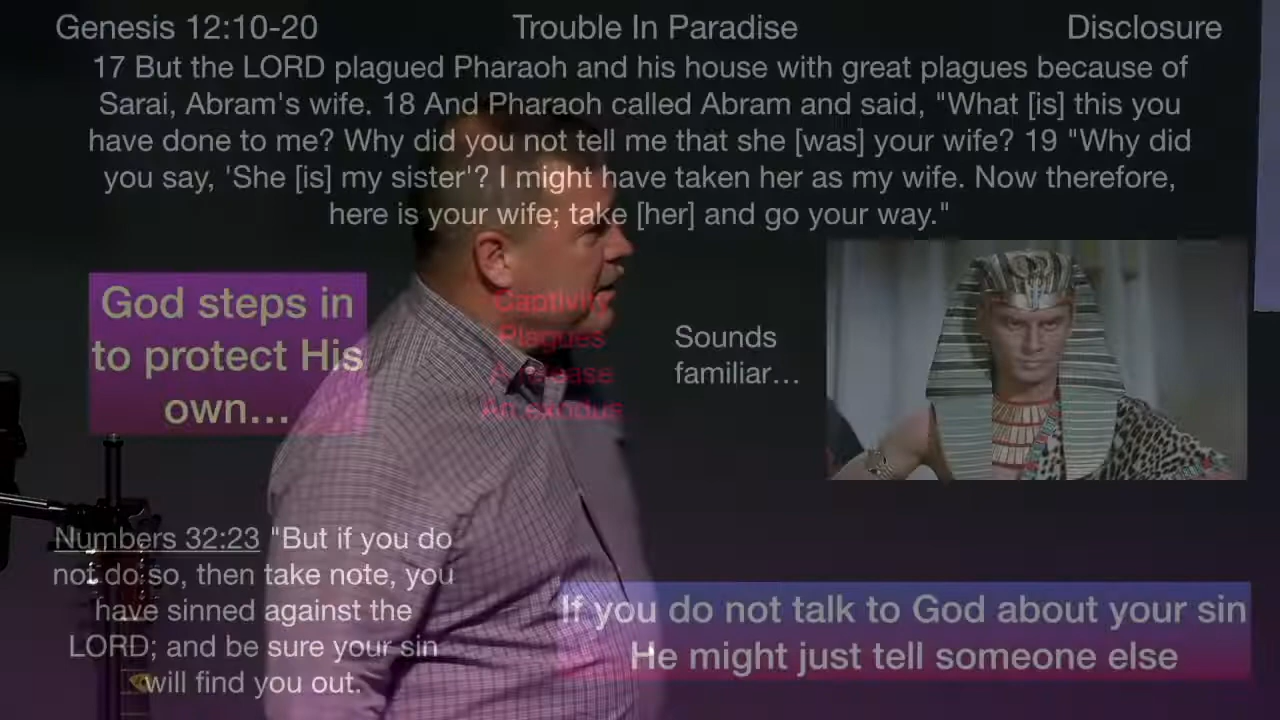 Genesis 12:10-20
Trouble In Paradise
Disclosure
17 But the LORD plagued Pharaoh and his house with great plagues because of
Sarai, Abram's wife. 18 And Pharaoh called Abram and said, "What [is] this you
have done to me? Why did you not tell me that she [was] your wife? 19 "Why did
you say, 'She [is] my sister'? I might have taken her as my wife. Now therefore,
here is your wife; take [her] and go your way."
God steps in
to protect His
own...
Captivity
Plagues
A release
An exodus
Sounds
familiar...
Numbers 32:23 "But if you do
not do so, then take note, you
have sinned against the
LORD; and be sure your sin
will find you out.
If you do not talk to God about your sin
He might just tell someone else